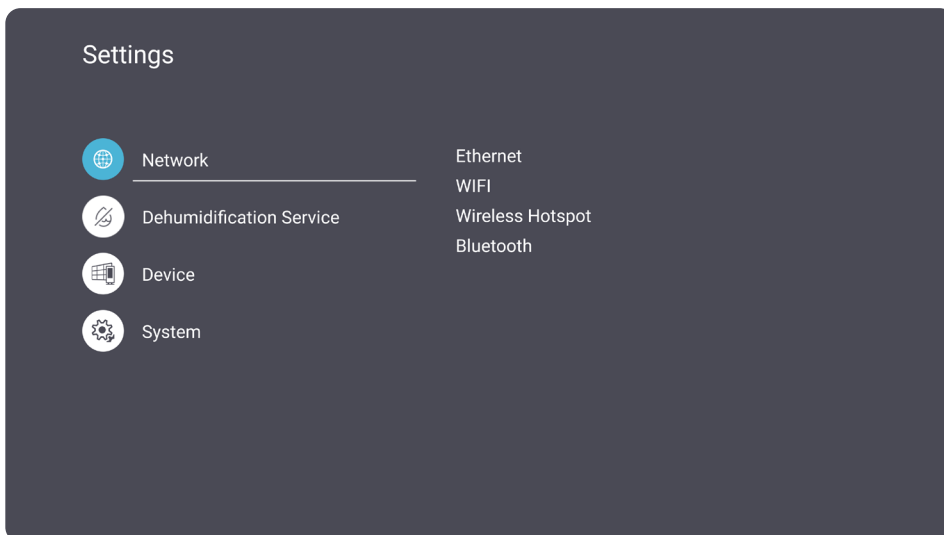 Settings
Network
Dehumidification Service
Device
System
Ethernet
WIFI
Wireless Hotspot
Bluetooth